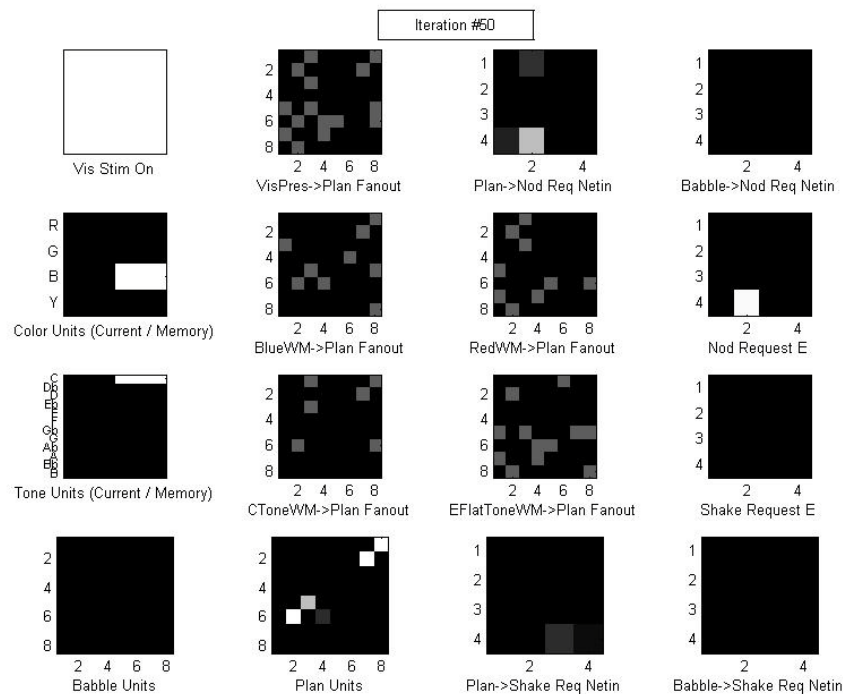 Iteration #50
2
4
6
8
2 4 6 8
1
2
3
4
2 4
1
2
3
4
2 4
Vis Stim On
VisPres->Plan Fanout
Plan->Nod Req Netin
Babble->Nod Req Netin
R
G
B
Y
2
4
6
8
2 4 6 8
2
4
6
8
2 4 6 8
1
2
3
4
2 4
Color Units (Current / Memory)
BlueWM->Plan Fanout
RedWM->Plan Fanout
Nod Request E
C
Db
D
Eb
E
F
Gb
G
Ab
A
Bb
B
2
4
6
8
2 4 6 8
2
4
6
8
2 4 6 8
1
2
3
4
2 4
Tone Units (Current / Memory)
CToneWM->Plan Fanout
EFlatToneWM->Plan Fanout
Shake Request E
2
4
6
8
2 4 6 8
2
4
6
8
2 4 6 8
1
2
3
4
2 4
1
2
3
4
2 4
Babble Units
Plan Units
Plan->Shake Req Netin
Babble->Shake Req Netin